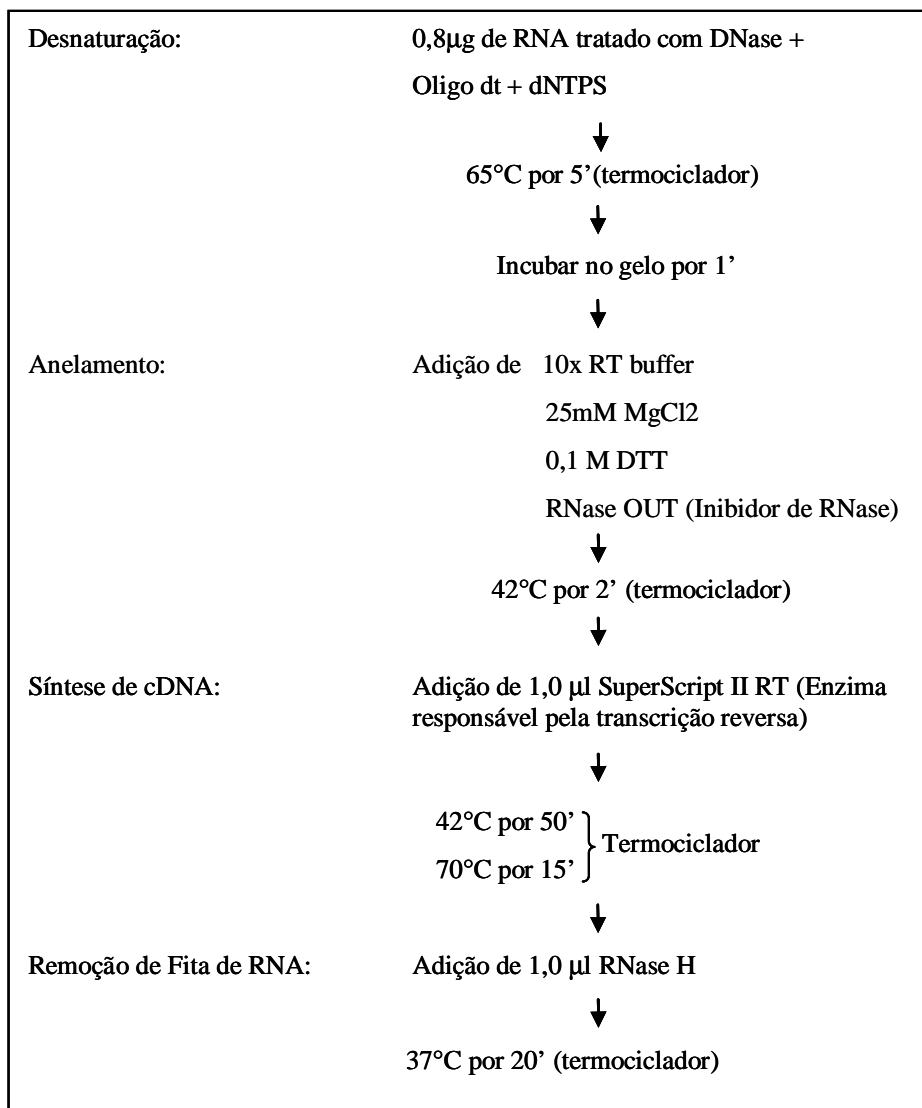 Desnaturação: 0,8μg de RNA tratado com DNase +
Oligo dt + dNTPS
65°C por 5’(termociclador)
Incubar no gelo por 1’
Anelamento: Adição de 10x RT buffer
25mM MgCl2
0,1 M DTT
RNase OUT (Inibidor de RNase)
42°C por 2’ (termociclador)
Síntese de cDNA: Adição de 1,0 μl SuperScript II RT (Enzima
responsável pela transcrição reversa)
42°C por 50’
Termociclador
70°C por 15’
Remoção de Fita de RNA: Adição de 1,0 μl RNase H
37°C por 20’ (termociclador)